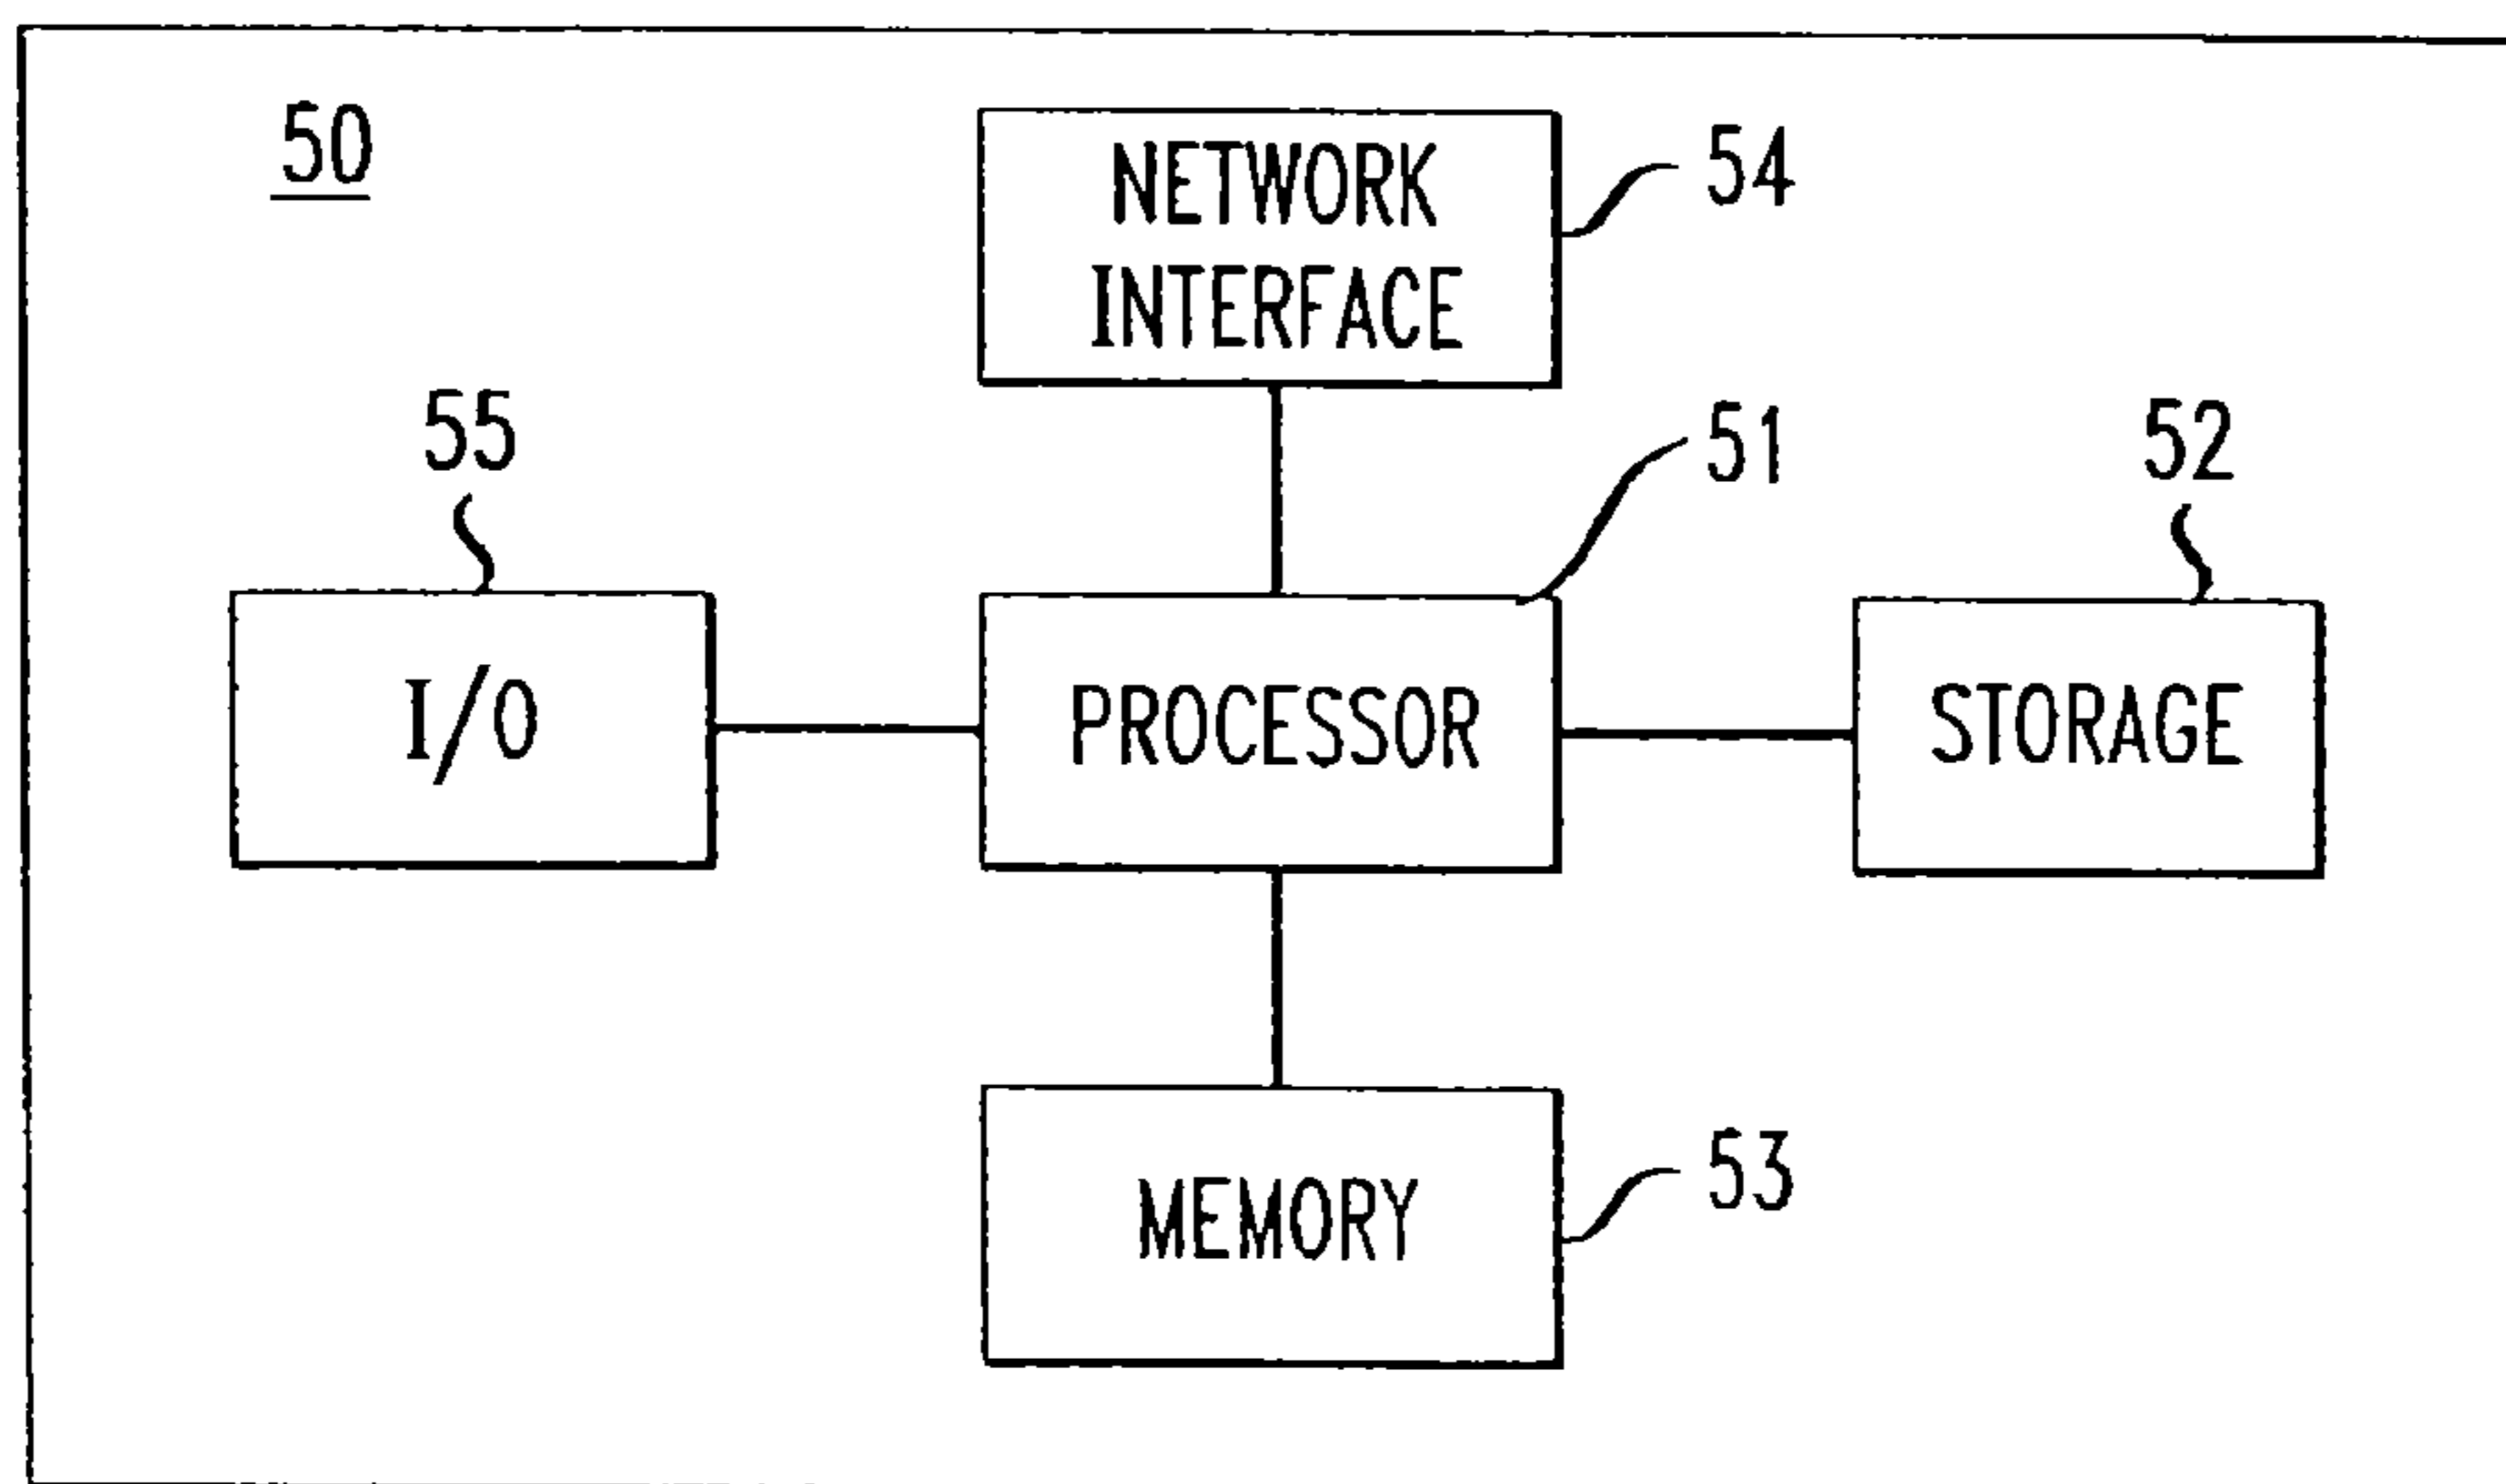 50
NETWORK
INTERFACE
54
55
51
52
I/O
PROCESSOR
STORAGE
MEMORY
53